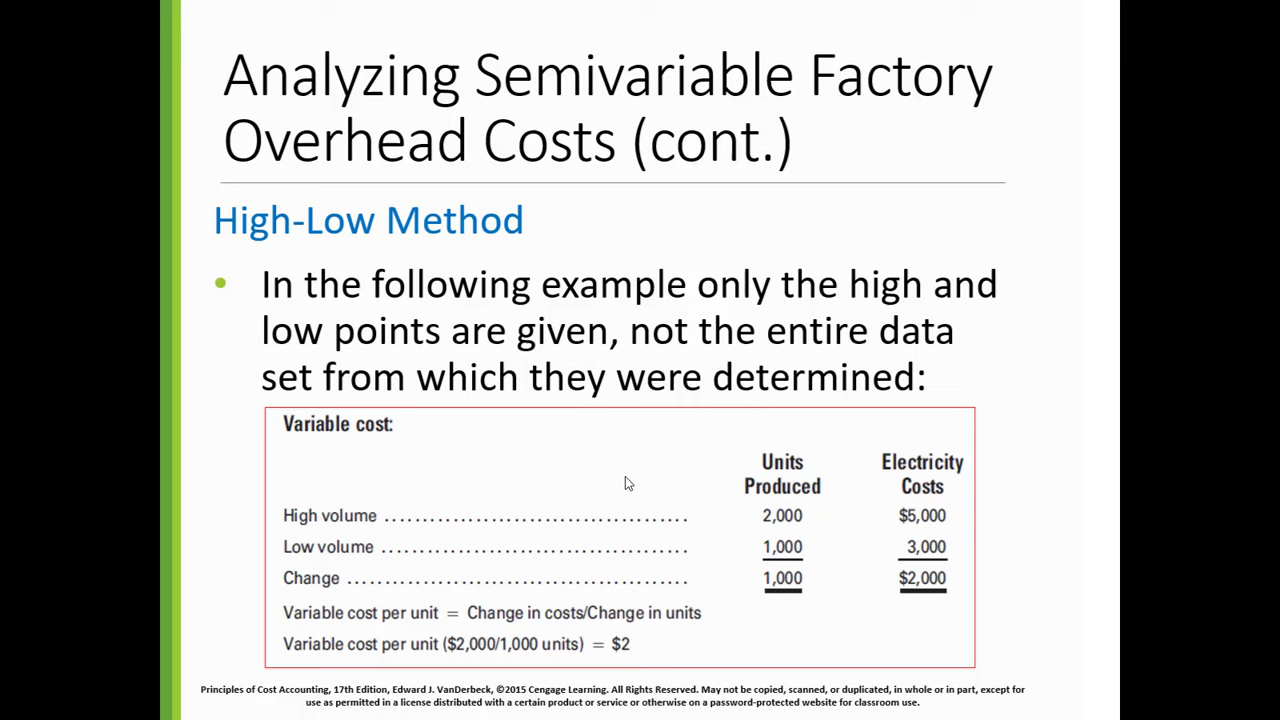 Analyzing Semivariable Factory
Overhead Costs (cont.)
High-Low Method
• In the following example only the high and
low points are given, not the entire data
set from which they were determined:
Variable cost:
Units Electricity
Produced Costs
High volume ........................................ 2,000 $5,000
Low volume ........................................ 1,000 3,000
Change ............................................. 1,000 $2,000
Variable cost per unit = Change in costs/Change in units
Variable cost per unit ($2,000/1,000 units) = $2
Principles of Cost Accounting, 17th Edition, Edward J. VanDerbeck, ©2015 Cengage Learning. All Rights Reserved. May not be copied, scanned, or duplicated, in whole or in part, except for
use as permitted in a license distributed with a certain product or service or otherwise on a password-protected website for classroom use.